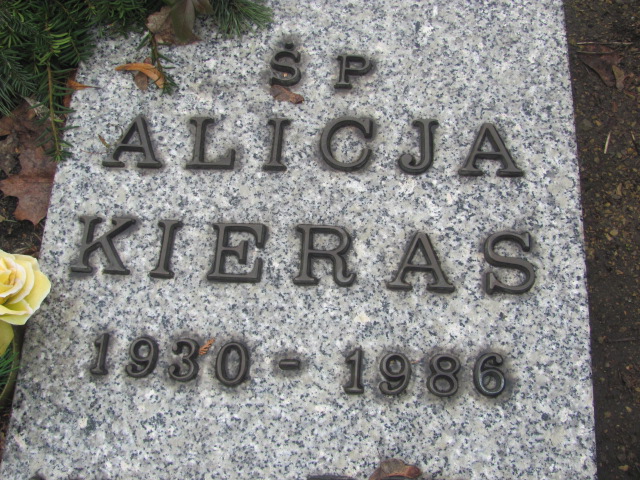 ŚP
ALICJA
KIERAS
1930 - 1986